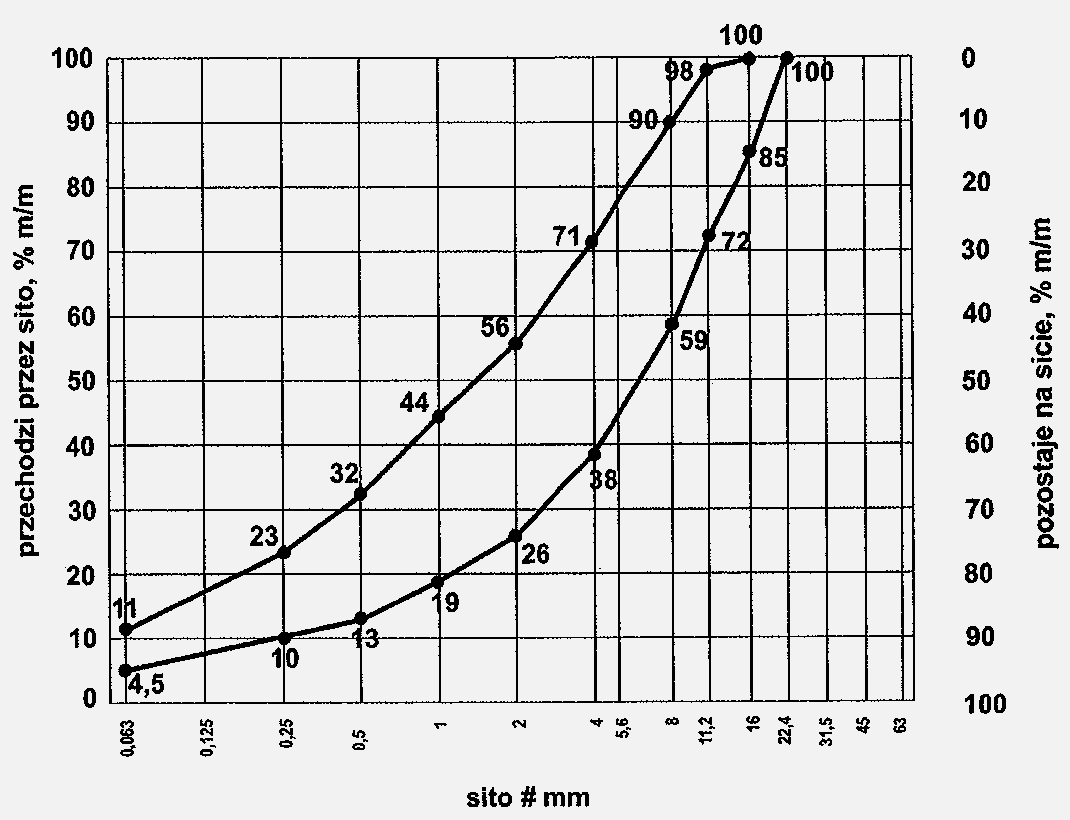 100
100 98 100 0
90 90 10
80 85 20
przechodzi przez sito, % m/m
70 71 72 30
pozostaje na sicie, % m/m
60 56 59 40
50 50
44
40 38 60
32
30 26 70
23
20 19 80
11 13
10 10 90
4,5
0 100
0,063 0,125 0,25 0,5 1 2 4 5,6 8 11,2 16 22,4 31,5 45 63
sito # mm